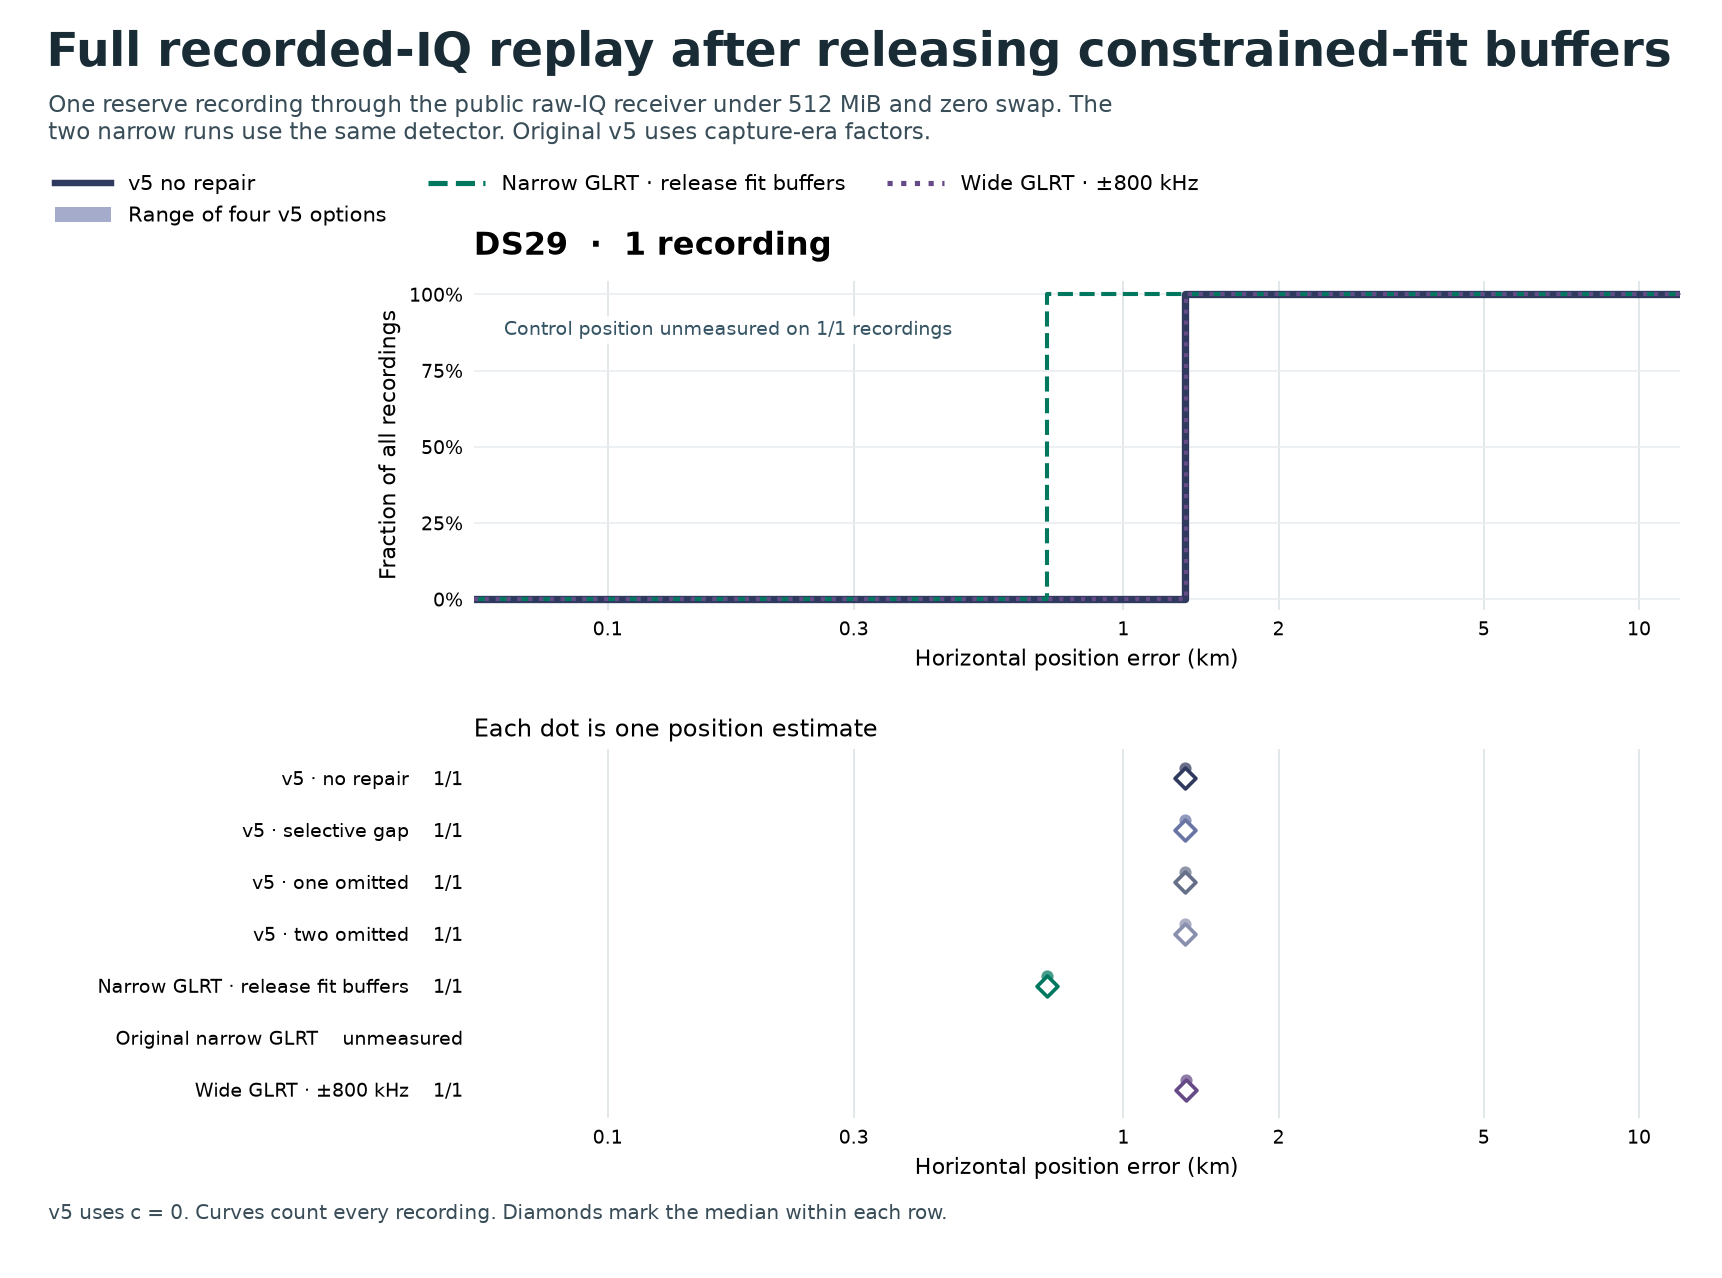 Full recorded-IQ replay after releasing constrained-fit buffers
One reserve recording through the public raw-IQ receiver under 512 MiB and zero swap. The
two narrow runs use the same detector. Original v5 uses capture-era factors.
v5 no repair
Narrow GLRT · release fit buffers
Wide GLRT · ±800 kHz
Range of four v5 options
DS29 · 1 recording
Fraction of all recordings
100%
Control position unmeasured on 1/1 recordings
75%
50%
25%
0%
0.1 0.3 1 2 5 10
Horizontal position error (km)
Each dot is one position estimate
v5 · no repair 1/1
v5 · selective gap 1/1
v5 · one omitted 1/1
v5 · two omitted 1/1
Narrow GLRT · release fit buffers 1/1
Original narrow GLRT unmeasured
Wide GLRT · ±800 kHz 1/1
0.1 0.3 1 2 5 10
Horizontal position error (km)
v5 uses c = 0. Curves count every recording. Diamonds mark the median within each row.